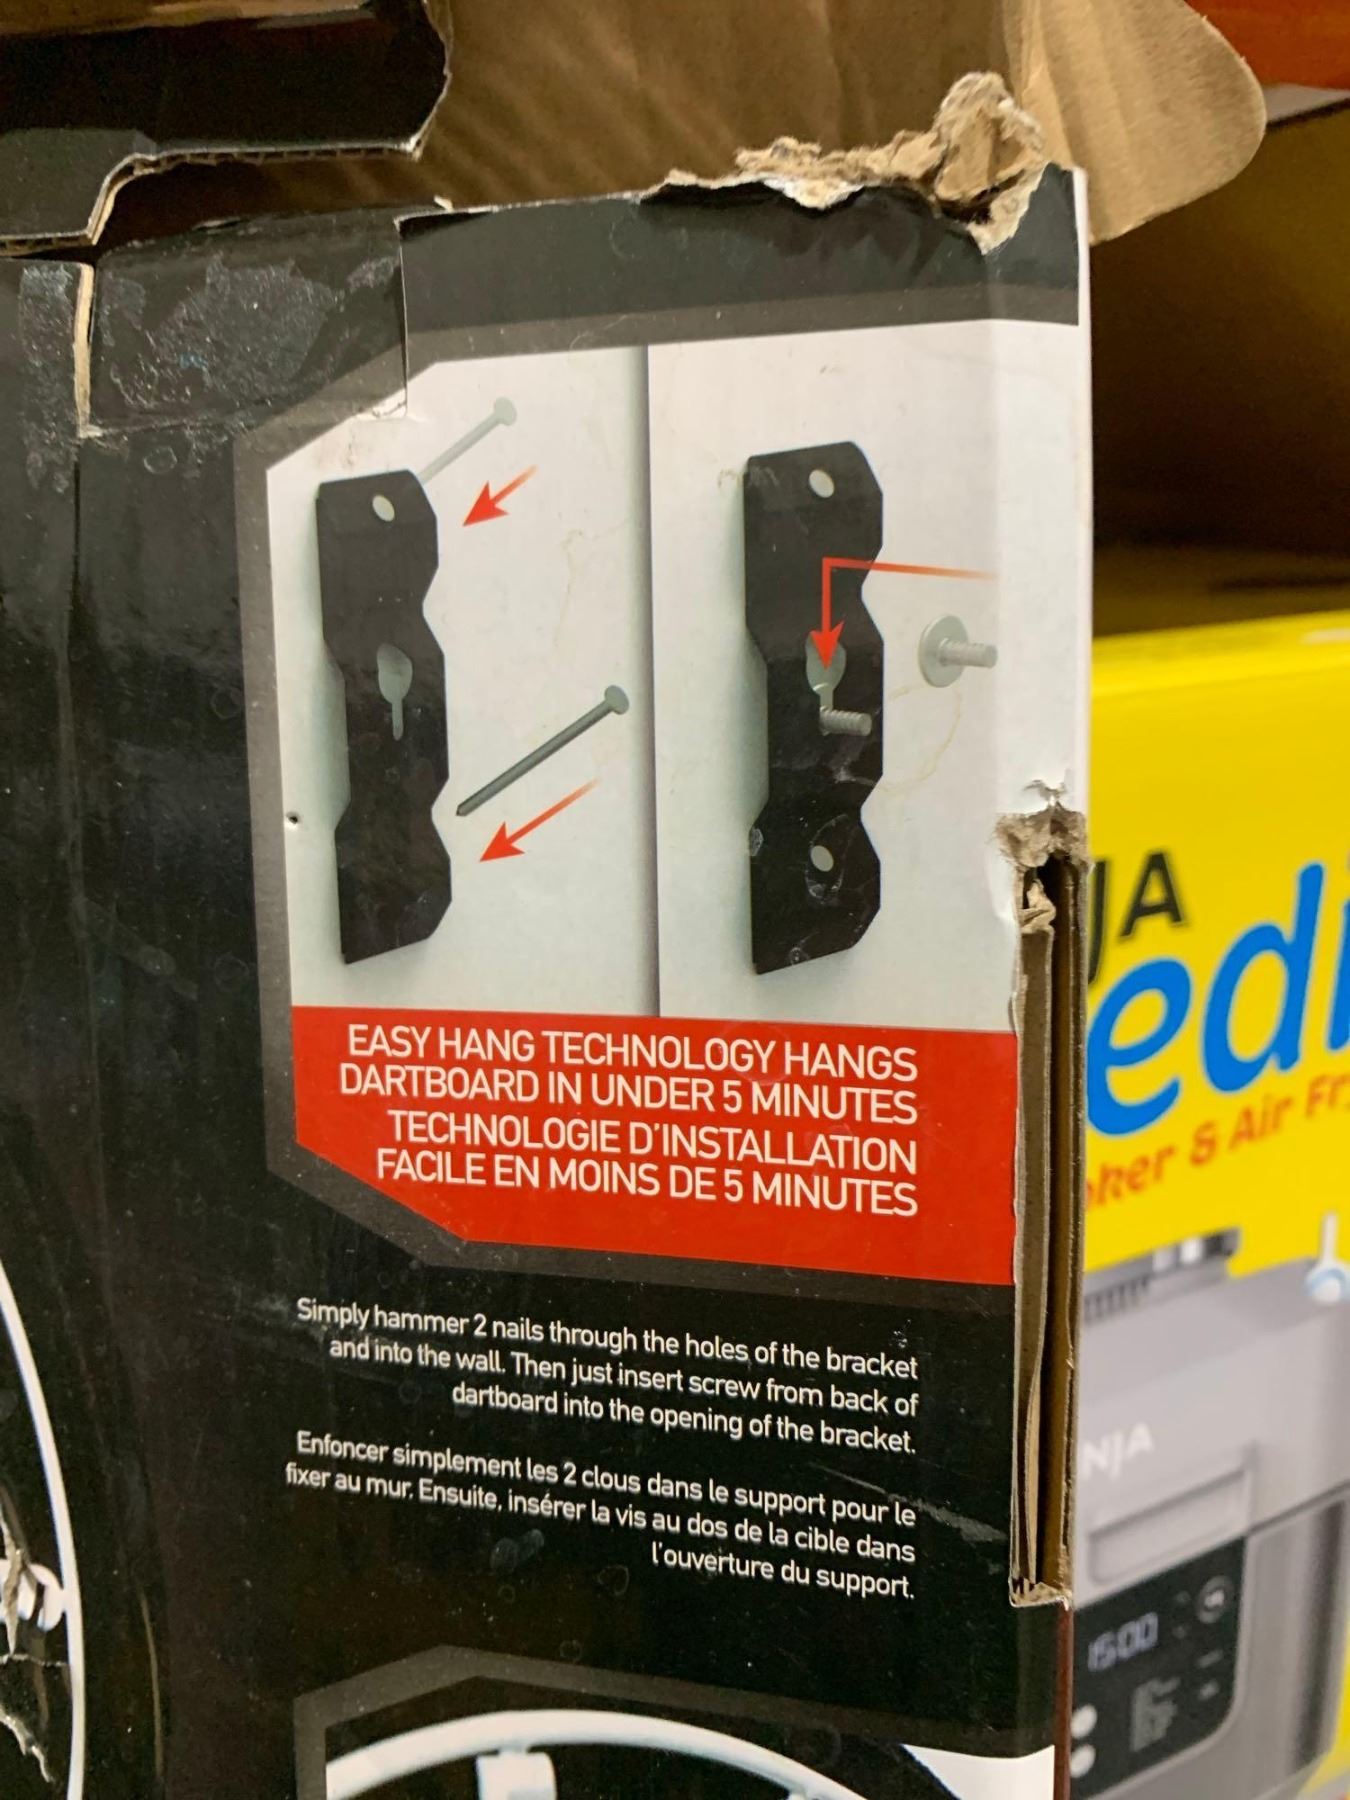 EASY HANG TECHNOLOGY HANGS
DARTBOARD IN UNDER 5 MINUTES
TECHNOLOGIE D'INSTALLATION
FACILE EN MOINS DE 5 MINUTES
Simply hammer 2 nails through the holes of the bracket
and into the wall. Then just insert screw from back of
dartboard into the opening of the bracket.
Enfoncer simplement les 2 clous dans le support pour le
fixer au mur. Ensuite, insérer la vis au dos de la cible dans
l'ouverture du support.
JA
edi
ker & Air Fr
NJA
15:00